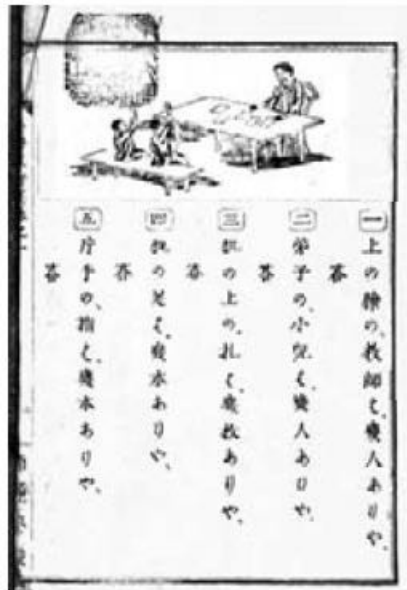 一
上の繪の、教師は、幾人ありや、
答
二
弟子の、小児は、幾人ありや、
答
三
机の上の、札は、幾枚ありや、
答
四
机の足は、幾本ありや、
答
五
片手の、指は、幾本ありや、
答